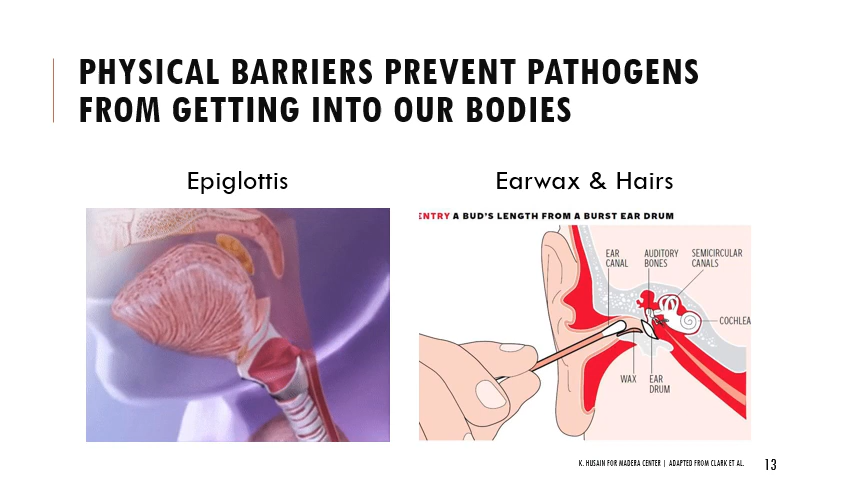 PHYSICAL BARRIERS PREVENT PATHOGENS
FROM GETTING INTO OUR BODIES
Epiglottis
Earwax & Hairs
ENTRY A BUD'S LENGTH FROM A BURST EAR DRUM
EAR
CANAL
AUDITORY
BONES
SEMICIRCULAR
CANALS
COCHLEA
WAX
EAR
DRUM
K. HUSAIN FOR MADERA CENTER | ADAPTED FROM CLARK ET AL.
13